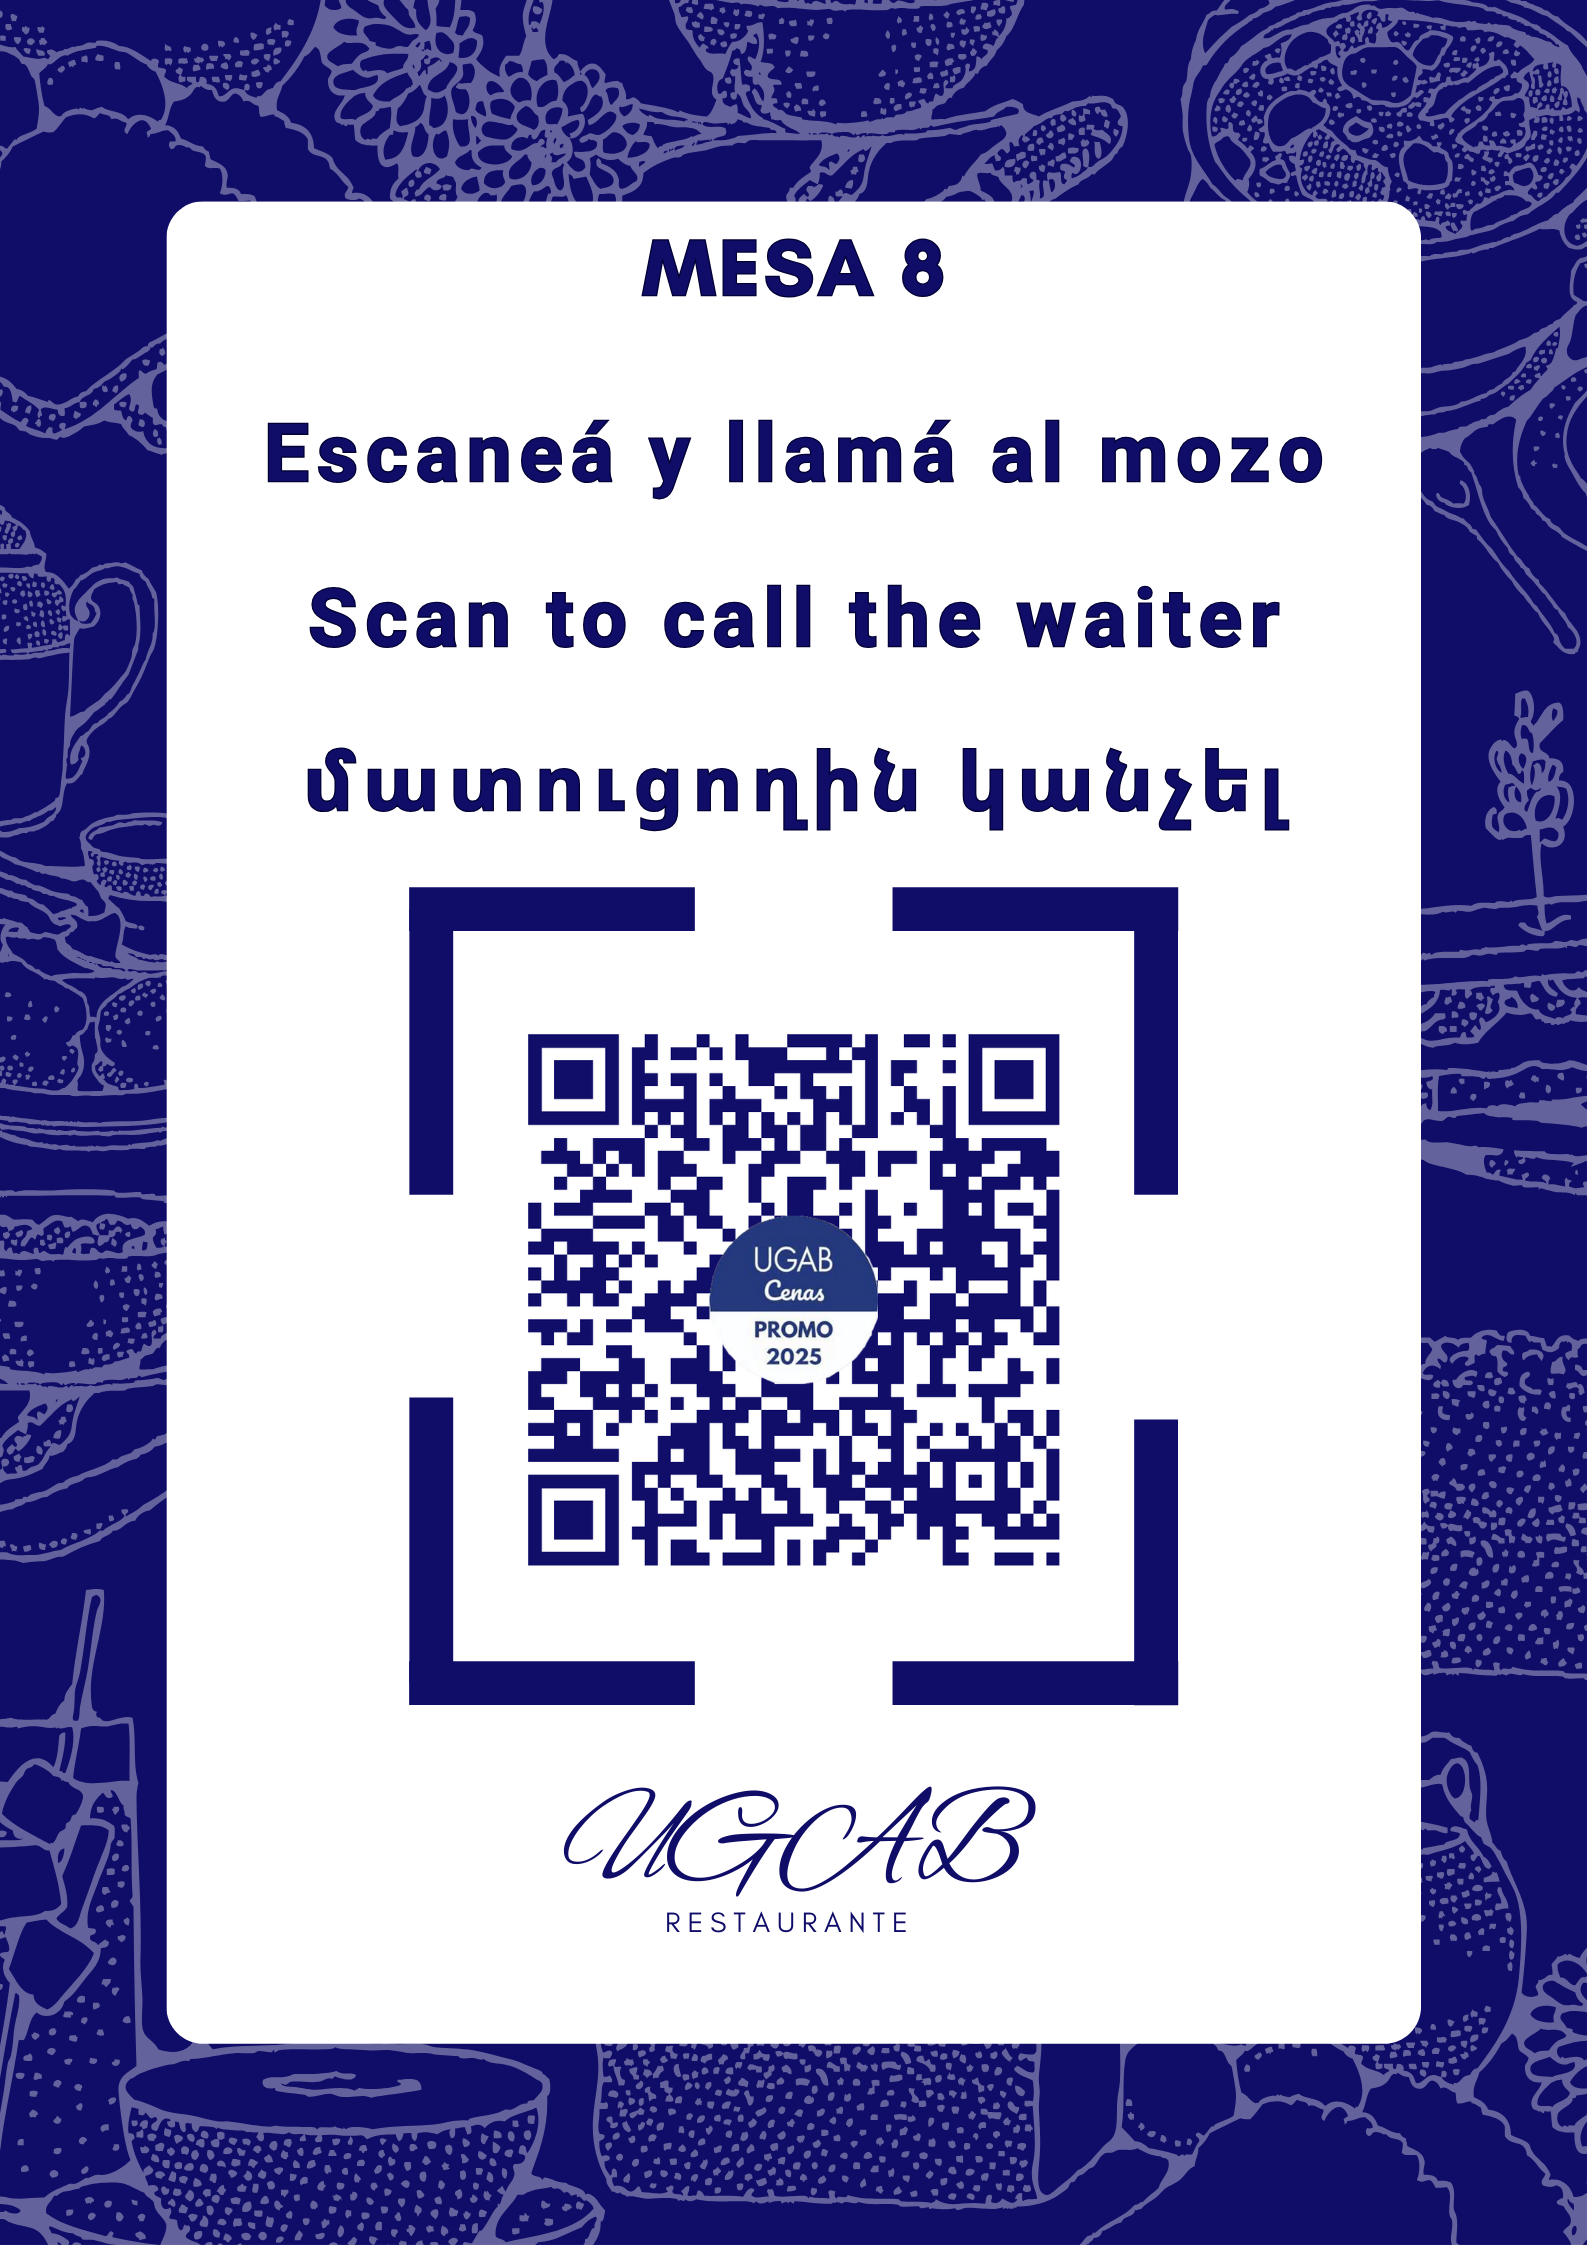 MESA 8
Escaneá y llamá al mozo
Scan to call the waiter
մատուցողին կանչել
UGAB
Cenas
PROMO
2025
UGAB
RESTAURANTE